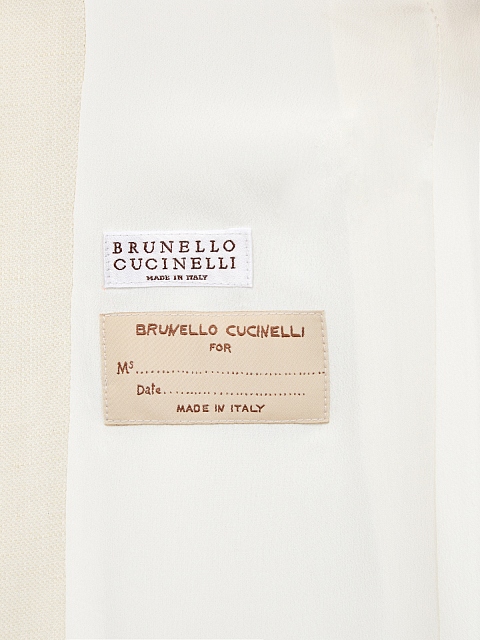 BRUNELLO
CUCINELLI
MADE IN ITALY
BRUNELLO CUCINELLI
FOR
Ms..............................................
Date...................................
MADE IN ITALY